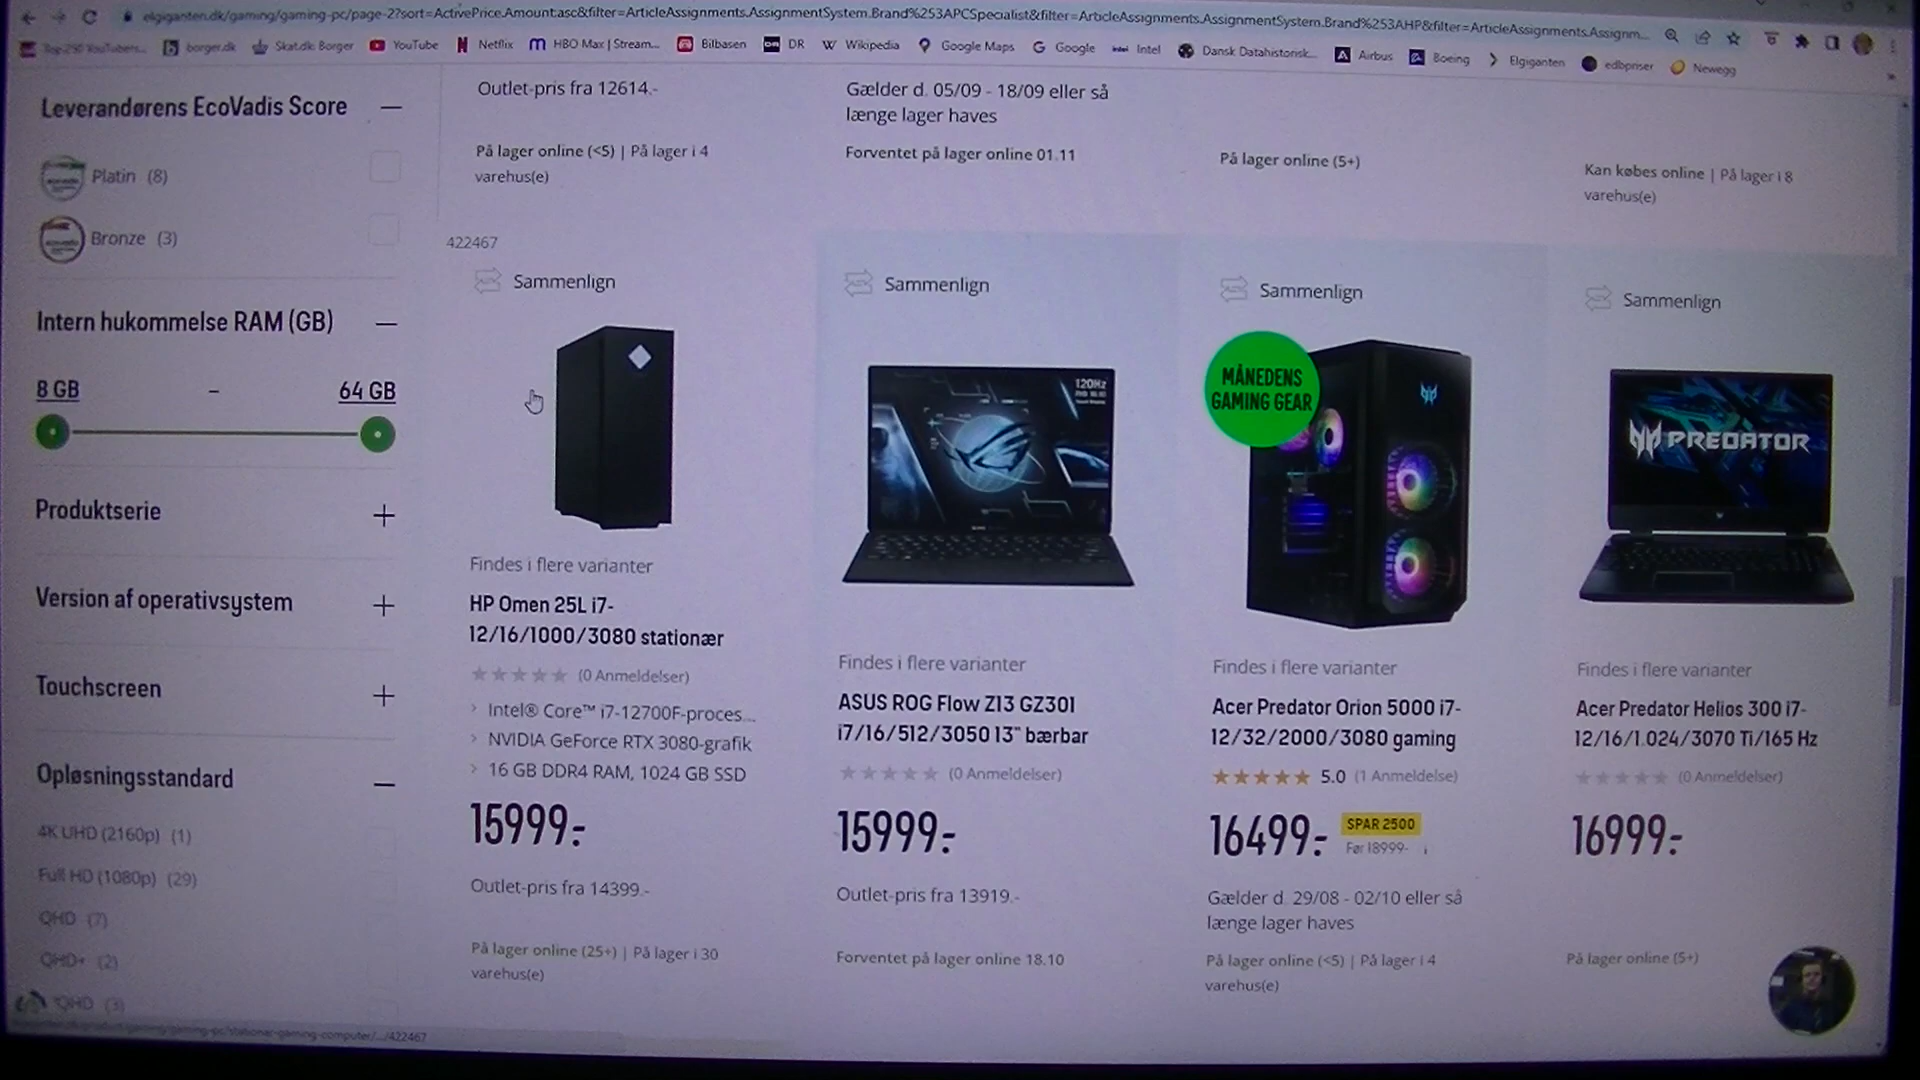 elgiganten.dk/gaming/gaming-pc/page-2?sort=ActivePrice.Amount:asc&filter=ArticleAssignments.AssignmentSystem.Brand%253APCSpecialist&filter=ArticleAssignments.AssignmentSystem.Brand%253AHP&filter=ArticleAssignments.Assignm...
Top 250 YouTubers... borger.dk Skat.dk: Borger YouTube Netflix HBO Max | Stream... Bilbasen DR Wikipedia Google Maps Google Intel Dansk Datahistorisk... Airbus Boeing Elgiganten edbpriser Newegg
Leverandørens EcoVadis Score
Platin (8)
Bronze (3)
Intern hukommelse RAM (GB)
8 GB – 64 GB
Produktserie
Version af operativsystem
Touchscreen
Opløsningsstandard
4K UHD (2160p) (1)
Full HD (1080p) (29)
QHD (7)
QHD+ (2)
QHD (3)
Outlet-pris fra 12614.-
På lager online (<5) | På lager i 4
varehus(e)
Gælder d. 05/09 - 18/09 eller så
længe lager haves
Forventet på lager online 01.11
På lager online (5+)
Kan købes online | På lager i 8
varehus(e)
422467
Sammenlign
Findes i flere varianter
HP Omen 25L i7-
12/16/1000/3080 stationær
(0 Anmeldelser)
Intel® Core™ i7-12700F-proces...
NVIDIA GeForce RTX 3080-grafik
16 GB DDR4 RAM, 1024 GB SSD
15999.-
Outlet-pris fra 14399.-
På lager online (25+) | På lager i 30
varehus(e)
Sammenlign
120Hz
Findes i flere varianter
ASUS ROG Flow Z13 GZ301
i7/16/512/3050 13" bærbar
(0 Anmeldelser)
15999.-
Outlet-pris fra 13919.-
Forventet på lager online 18.10
Sammenlign
MÅNEDENS
GAMING GEAR
Findes i flere varianter
Acer Predator Orion 5000 i7-
12/32/2000/3080 gaming
5.0 (1 Anmeldelse)
16499.-
SPAR 2500
Før 18999.-
Gælder d. 29/08 - 02/10 eller så
længe lager haves
På lager online (<5) | På lager i 4
varehus(e)
Sammenlign
PREDATOR
Findes i flere varianter
Acer Predator Helios 300 i7-
12/16/1.024/3070 Ti/165 Hz
(0 Anmeldelser)
16999.-
På lager online (5+)